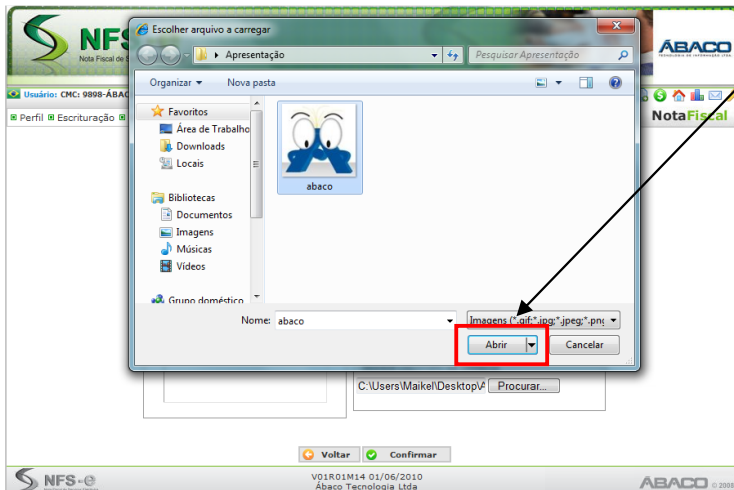 NFS
Nota Fiscal de
Escolher arquivo a carregar
Apresentação
Pesquisar Apresentação
Organizar
Nova pasta
ÁBACO
Usuário: CMC: 9898-ÁBAC
Perfil
Escrituração
NotaFiscal
Favoritos
Área de Trabalho
Downloads
Locais
Bibliotecas
Documentos
Imagens
Músicas
Vídeos
Grupo doméstico
abaco
Nome:
abaco
Imagens (*.gif;*.jpg;*.jpeg;*.png
Abrir
Cancelar
C:\Users\Maikel\Desktop\A
Procurar...
Voltar
Confirmar
NFS-e
V01R01M14 01/06/2010
Ábaco Tecnologia Ltda
ABACO © 2008